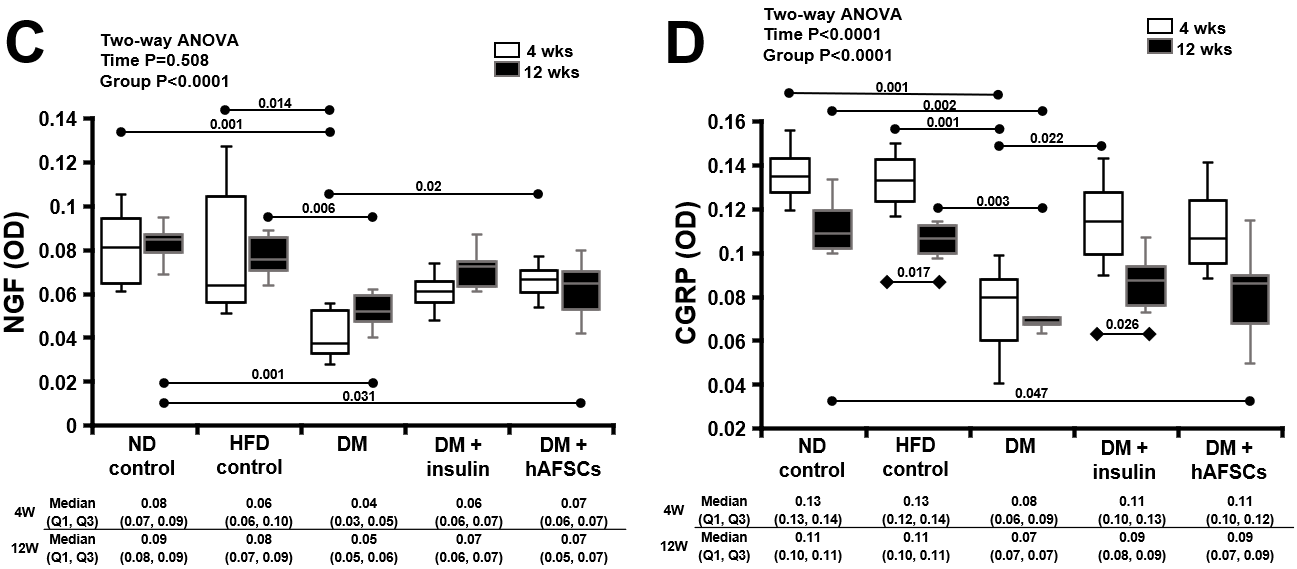 C
Two-way ANOVA
Time P=0.508
Group P<0.0001
4 wks
12 wks
NGF (OD)
0.14
0.12
0.1
0.08
0.06
0.04
0.02
0
0.014
0.001
0.02
0.006
0.001
0.031
ND control
HFD control
DM
DM + insulin
DM + hAFSCs
4W
Median 0.08 0.06 0.04 0.06 0.07
(Q1, Q3) (0.07, 0.09) (0.06, 0.10) (0.03, 0.05) (0.06, 0.07) (0.06, 0.07)
12W
Median 0.09 0.08 0.05 0.07 0.07
(Q1, Q3) (0.08, 0.09) (0.07, 0.09) (0.05, 0.06) (0.06, 0.07) (0.05, 0.07)
D
Two-way ANOVA
Time P<0.0001
Group P<0.0001
4 wks
12 wks
CGRP (OD)
0.16
0.14
0.12
0.1
0.08
0.06
0.04
0.02
0.001
0.002
0.001
0.022
0.003
0.017
0.026
0.047
ND control
HFD control
DM
DM + insulin
DM + hAFSCs
4W
Median 0.13 0.13 0.08 0.11 0.11
(Q1, Q3) (0.13, 0.14) (0.12, 0.14) (0.06, 0.09) (0.10, 0.13) (0.10, 0.12)
12W
Median 0.11 0.11 0.07 0.09 0.09
(Q1, Q3) (0.10, 0.11) (0.10, 0.11) (0.07, 0.07) (0.08, 0.09) (0.07, 0.09)